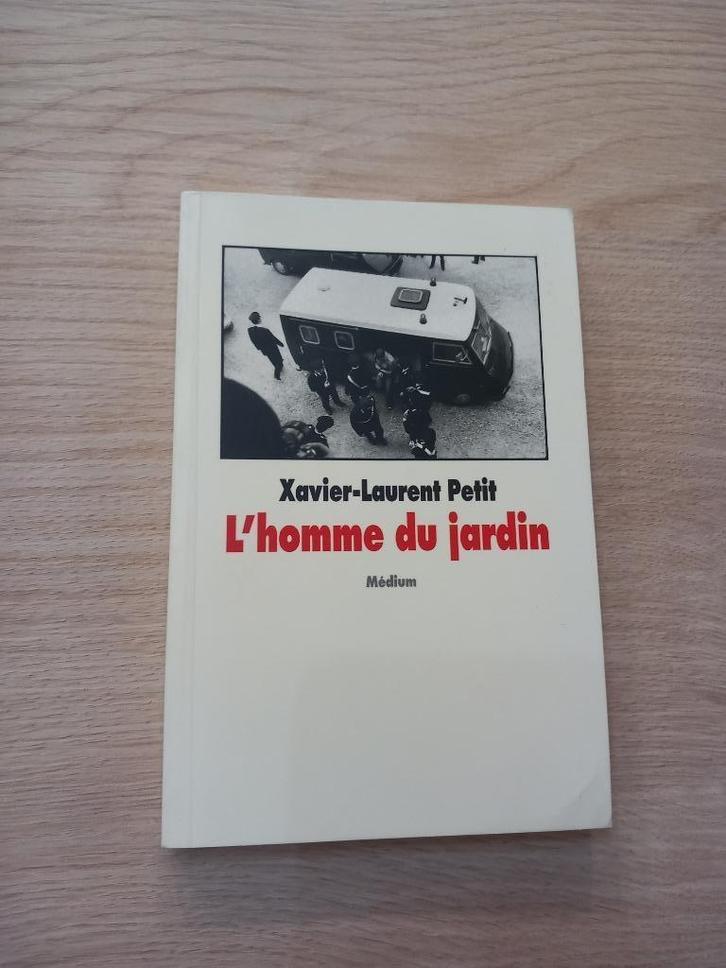 Xavier-Laurent Petit
L'homme du jardin
Médium